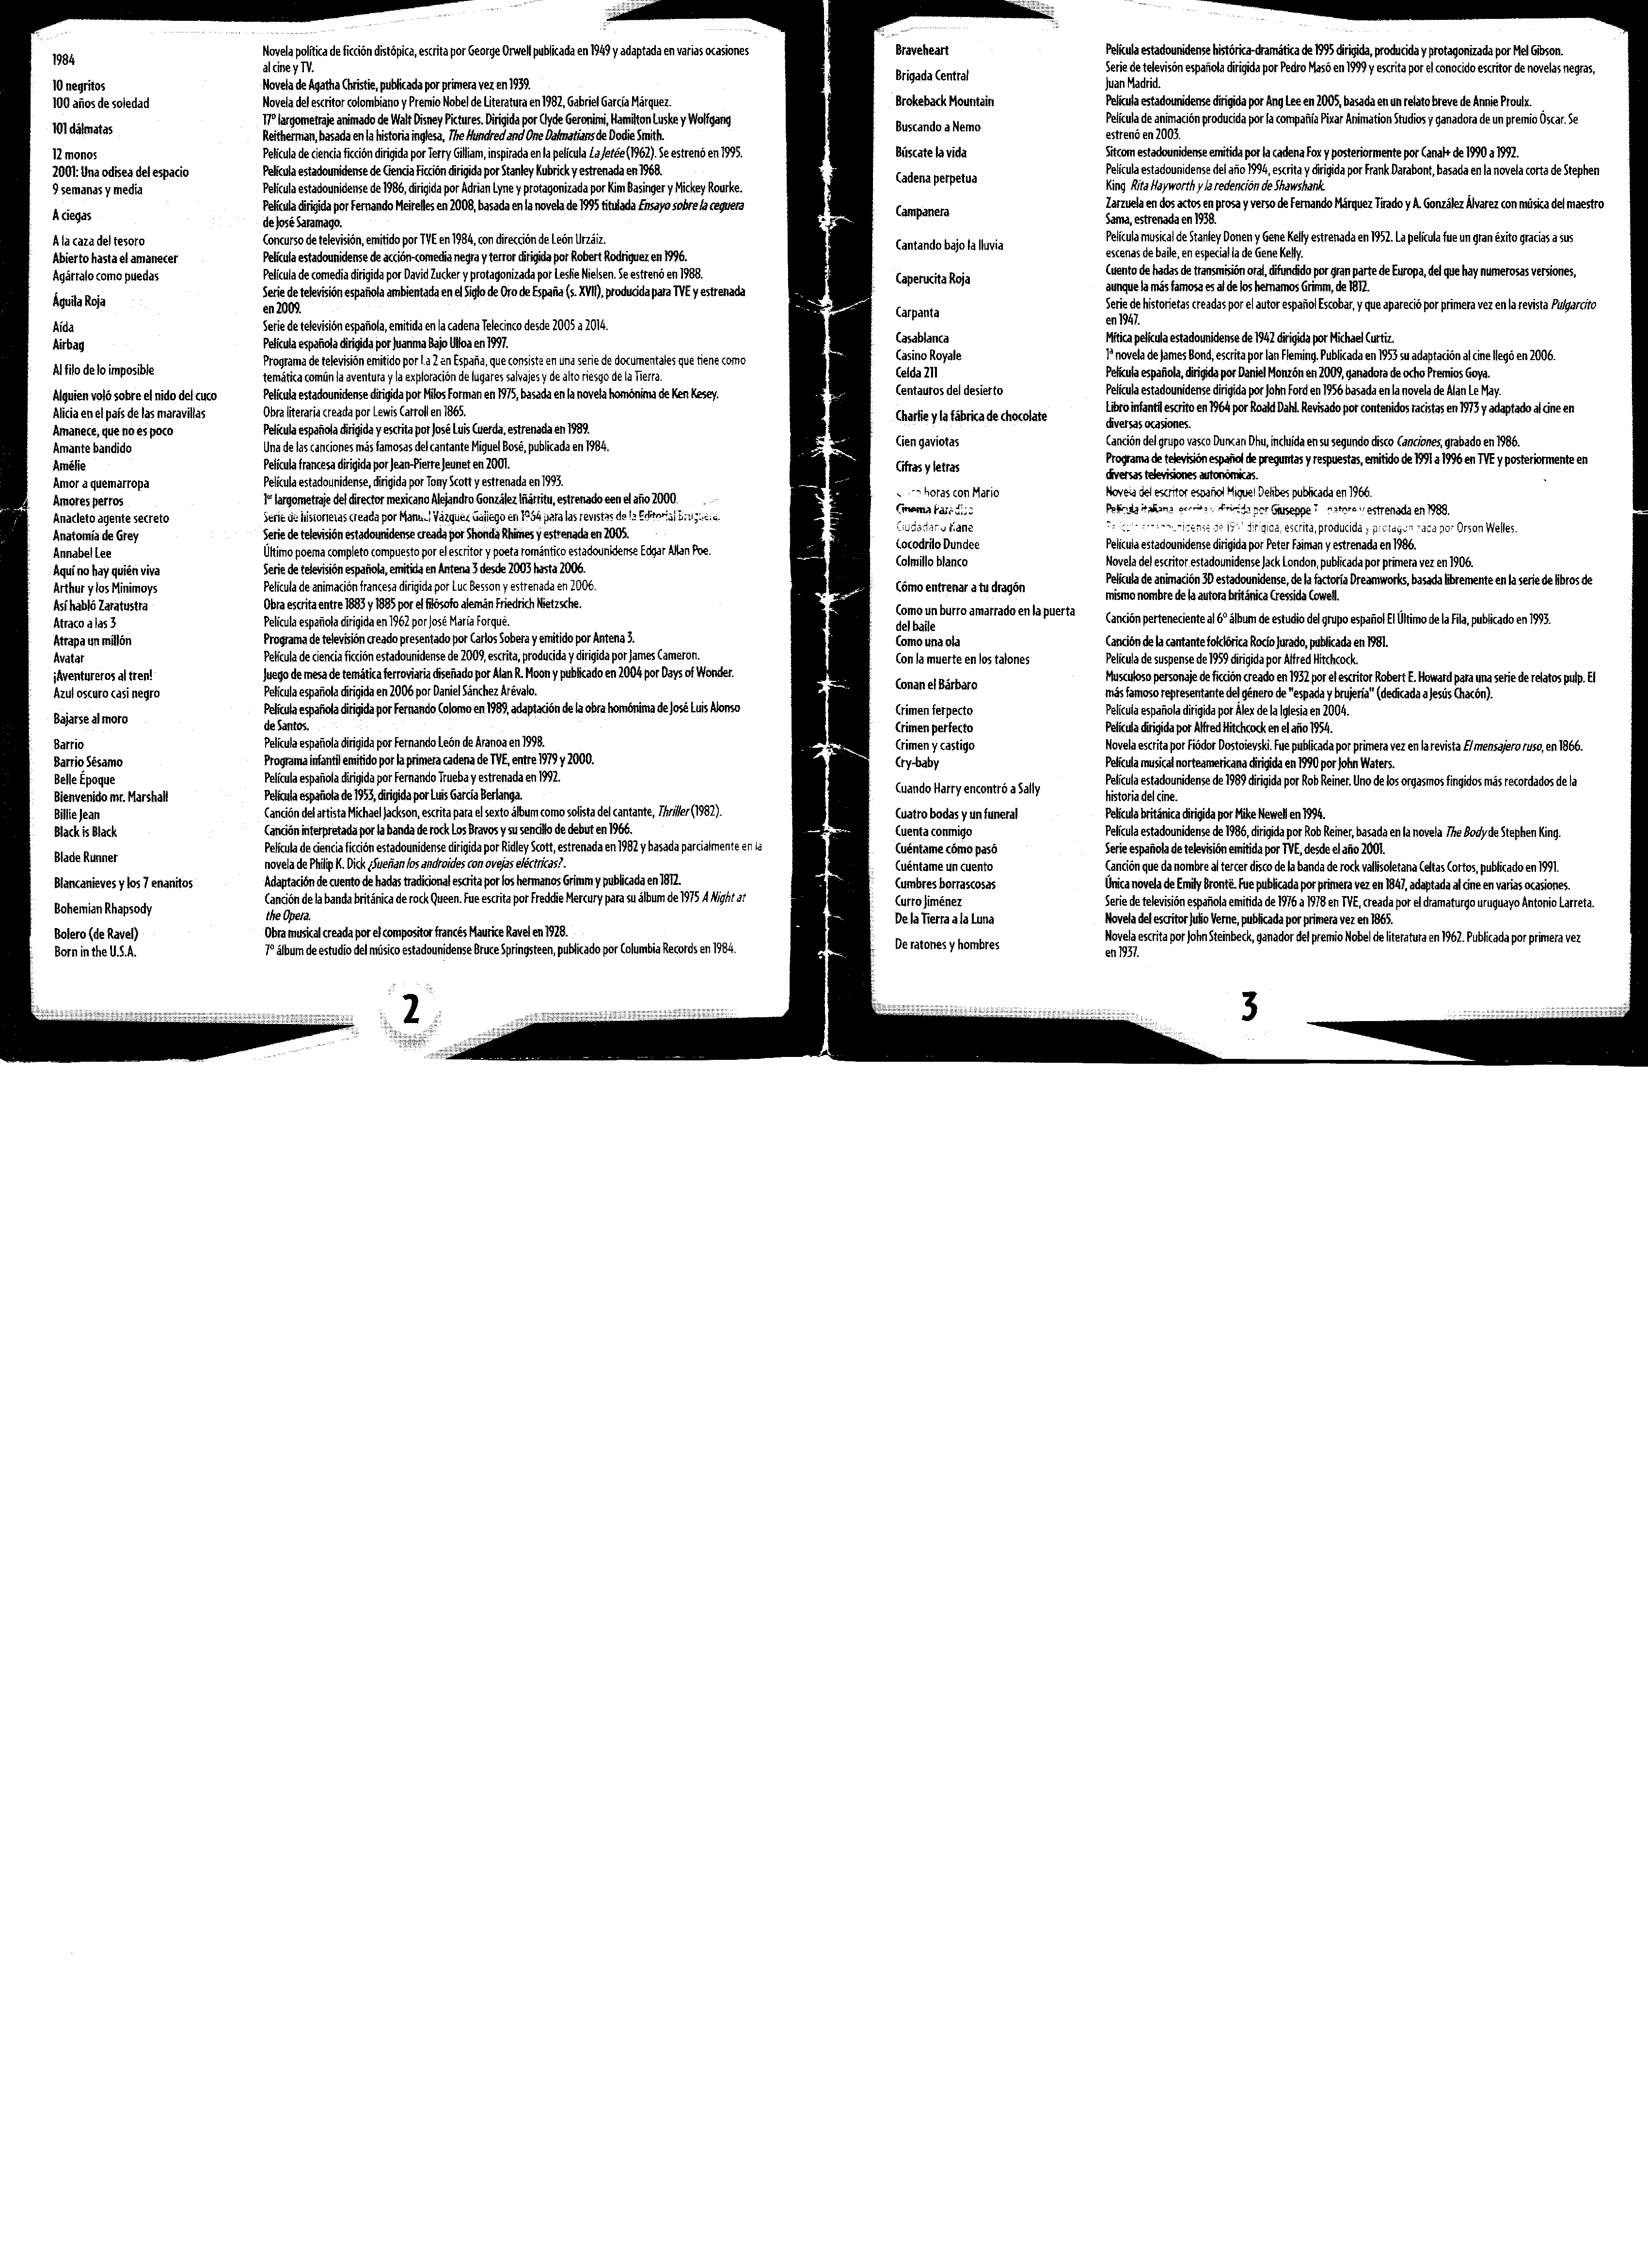 1984
Novela política de ficción distópica, escrita por George Orwell publicada en 1949 y adaptada en varias ocasiones
al cine y TV.
10 negritos
Novela de Agatha Christie, publicada por primera vez en 1939.
100 años de soledad
Novela del escritor colombiano y Premio Nobel de Literatura en 1982, Gabriel García Márquez.
101 dálmatas
17º largometraje animado de Walt Disney Pictures. Dirigida por Clyde Geronimi, Hamilton Luske y Wolfgang
Reitherman, basada en la historia inglesa, The Hundred and One Dalmatians de Dodie Smith.
12 monos
Película de ciencia ficción dirigida por Terry Gilliam, inspirada en la película La Jetée (1962). Se estrenó en 1995.
2001: Una odisea del espacio
Película estadounidense de Ciencia Ficción dirigida por Stanley Kubrick y estrenada en 1968.
9 semanas y media
Película estadounidense de 1986, dirigida por Adrian Lyne y protagonizada por Kim Basinger y Mickey Rourke.
A ciegas
Película dirigida por Fernando Meirelles en 2008, basada en la novela de 1995 titulada Ensayo sobre la ceguera
de José Saramago.
A la caza del tesoro
Concurso de televisión, emitido por TVE en 1984, con dirección de León Urzáiz.
Abierto hasta el amanecer
Película estadounidense de acción-comedia negra y terror dirigida por Robert Rodriguez en 1996.
Agárralo como puedas
Película de comedia dirigida por David Zucker y protagonizada por Leslie Nielsen. Se estrenó en 1988.
Águila Roja
Serie de televisión española ambientada en el Siglo de Oro de España (s. XVII), producida para TVE y estrenada
en 2009.
Aída
Serie de televisión española, emitida en la cadena Telecinco desde 2005 a 2014.
Airbag
Película española dirigida por Juanma Bajo Ulloa en 1997.
Al filo de lo imposible
Programa de televisión emitido por La 2 en España, que consiste en una serie de documentales que tiene como
temática común la aventura y la exploración de lugares salvajes y de alto riesgo de la Tierra.
Alguien voló sobre el nido del cuco
Película estadounidense dirigida por Milos Forman en 1975, basada en la novela homónima de Ken Kesey.
Alicia en el país de las maravillas
Obra literaria creada por Lewis Carroll en 1865.
Amanece, que no es poco
Película española dirigida y escrita por José Luis Cuerda, estrenada en 1989.
Amante bandido
Una de las canciones más famosas del cantante Miguel Bosé, publicada en 1984.
Amélie
Película francesa dirigida por Jean-Pierre Jeunet en 2001.
Amor a quemarropa
Película estadounidense, dirigida por Tony Scott y estrenada en 1993.
Amores perros
1er largometraje del director mexicano Alejandro González Iñárritu, estrenado een el año 2000.
Anacleto agente secreto
Serie de historietas creada por Manuel Vázquez Gallego en 1964 para las revistas de la Editorial Bruguera.
Anatomía de Grey
Serie de televisión estadounidense creada por Shonda Rhimes y estrenada en 2005.
Annabel Lee
Último poema completo compuesto por el escritor y poeta romántico estadounidense Edgar Allan Poe.
Aquí no hay quién viva
Serie de televisión española, emitida en Antena 3 desde 2003 hasta 2006.
Arthur y los Minimoys
Película de animación francesa dirigida por Luc Besson y estrenada en 2006.
Así habló Zaratustra
Obra escrita entre 1883 y 1885 por el filósofo alemán Friedrich Nietzsche.
Atraco a las 3
Película española dirigida en 1962 por José María Forqué.
Atrapa un millón
Programa de televisión creado presentado por Carlos Sobera y emitido por Antena 3.
Avatar
Película de ciencia ficción estadounidense de 2009, escrita, producida y dirigida por James Cameron.
¡Aventureros al tren!
Juego de mesa de temática ferroviaria diseñado por Alan R. Moon y publicado en 2004 por Days of Wonder.
Azul oscuro casi negro
Película española dirigida en 2006 por Daniel Sánchez Arévalo.
Bajarse al moro
Película española dirigida por Fernando Colomo en 1989, adaptación de la obra homónima de José Luis Alonso
de Santos.
Barrio
Película española dirigida por Fernando León de Aranoa en 1998.
Barrio Sésamo
Programa infantil emitido por la primera cadena de TVE, entre 1979 y 2000.
Belle Époque
Película española dirigida por Fernando Trueba y estrenada en 1992.
Bienvenido mr. Marshall
Película española de 1953, dirigida por Luis García Berlanga.
Billie Jean
Canción del artista Michael Jackson, escrita para el sexto álbum como solista del cantante, Thriller (1982).
Black is Black
Canción interpretada por la banda de rock Los Bravos y su sencillo de debut en 1966.
Blade Runner
Película de ciencia ficción estadounidense dirigida por Ridley Scott, estrenada en 1982 y basada parcialmente en la
novela de Philip K. Dick ¿Sueñan los androides con ovejas eléctricas?.
Blancanieves y los 7 enanitos
Adaptación de cuento de hadas tradicional escrita por los hermanos Grimm y publicada en 1812.
Bohemian Rhapsody
Canción de la banda británica de rock Queen. Fue escrita por Freddie Mercury para su álbum de 1975 A Night at
the Opera.
Bolero (de Ravel)
Obra musical creada por el compositor francés Maurice Ravel en 1928.
Born in the U.S.A.
7º álbum de estudio del músico estadounidense Bruce Springsteen, publicado por Columbia Records en 1984.
2
Braveheart
Película estadounidense histórica-dramática de 1995 dirigida, producida y protagonizada por Mel Gibson.
Brigada Central
Serie de televisón española dirigida por Pedro Masó en 1999 y escrita por el conocido escritor de novelas negras,
Juan Madrid.
Brokeback Mountain
Película estadounidense dirigida por Ang Lee en 2005, basada en un relato breve de Annie Proulx.
Buscando a Nemo
Película de animación producida por la compañía Pixar Animation Studios y ganadora de un premio Óscar. Se
estrenó en 2003.
Búscate la vida
Sitcom estadounidense emitida por la cadena Fox y posteriormente por Canal+ de 1990 a 1992.
Cadena perpetua
Película estadounidense del año 1994, escrita y dirigida por Frank Darabont, basada en la novela corta de Stephen
King Rita Hayworth y la redención de Shawshank.
Campanera
Zarzuela en dos actos en prosa y verso de Fernando Márquez Tirado y A. González Álvarez con música del maestro
Sama, estrenada en 1938.
Cantando bajo la lluvia
Película musical de Stanley Donen y Gene Kelly estrenada en 1952. La película fue un gran éxito gracias a sus
escenas de baile, en especial la de Gene Kelly.
Caperucita Roja
Cuento de hadas de transmisión oral, difundido por gran parte de Europa, del que hay numerosas versiones,
aunque la más famosa es al de los hernamos Grimm, de 1812.
Carpanta
Serie de historietas creadas por el autor español Escobar, y que apareció por primera vez en la revista Pulgarcito
en 1947.
Casablanca
Mítica película estadounidense de 1942 dirigida por Michael Curtiz.
Casino Royale
1ª novela de James Bond, escrita por Ian Fleming. Publicada en 1953 su adaptación al cine llegó en 2006.
Celda 211
Película española, dirigida por Daniel Monzón en 2009, ganadora de ocho Premios Goya.
Centauros del desierto
Película estadounidense dirigida por John Ford en 1956 basada en la novela de Alan Le May.
Charlie y la fábrica de chocolate
Libro infantil escrito en 1964 por Roald Dahl. Revisado por contenidos racistas en 1973 y adaptado al cine en
diversas ocasiones.
Cien gaviotas
Canción del grupo vasco Duncan Dhu, incluída en su segundo disco Canciones, grabado en 1986.
Cifras y letras
Programa de televisión español de preguntas y respuestas, emitido de 1991 a 1996 en TVE y posteriormente en
diversas televisiones autonómicas.
horas con Mario
Novela del escritor español Miguel Delibes publicada en 1966.
Cinema Paradiso
Película italiana escrita y dirigida por Giuseppe y estrenada en 1988.
Ciudadano Kane
dirigida, escrita, producida y protagonizada por Orson Welles.
Cocodrilo Dundee
Película estadounidense dirigida por Peter Faiman y estrenada en 1986.
Colmillo blanco
Novela del escritor estadounidense Jack London, publicada por primera vez en 1906.
Cómo entrenar a tu dragón
Película de animación 3D estadounidense, de la factoría Dreamworks, basada libremente en la serie de libros de
mismo nombre de la autora británica Cressida Cowell.
Como un burro amarrado en la puerta
del baile
Canción perteneciente al 6º álbum de estudio del grupo español El Último de la Fila, publicado en 1993.
Como una ola
Canción de la cantante folclórica Rocío Jurado, publicada en 1981.
Con la muerte en los talones
Película de suspense de 1959 dirigida por Alfred Hitchcock.
Conan el Bárbaro
Musculoso personaje de ficción creado en 1932 por el escritor Robert E. Howard para una serie de relatos pulp. El
más famoso representante del género de "espada y brujería" (dedicada a Jesús Chacón).
Crimen ferpecto
Película española dirigida por Álex de la Iglesia en 2004.
Crimen perfecto
Película dirigida por Alfred Hitchcock en el año 1954.
Crimen y castigo
Novela escrita por Fiódor Dostoievski. Fue publicada por primera vez en la revista El mensajero ruso, en 1866.
Cry-baby
Película musical norteamericana dirigida en 1990 por John Waters.
Cuando Harry encontró a Sally
Película estadounidense de 1989 dirigida por Rob Reiner. Uno de los orgasmos fingidos más recordados de la
historia del cine.
Cuatro bodas y un funeral
Película británica dirigida por Mike Newell en 1994.
Cuenta conmigo
Película estadounidense de 1986, dirigida por Rob Reiner, basada en la novela The Body de Stephen King.
Cuéntame cómo pasó
Serie española de televisión emitida por TVE, desde el año 2001.
Cuéntame un cuento
Canción que da nombre al tercer disco de la banda de rock vallisoletana Celtas Cortos, publicado en 1991.
Cumbres borrascosas
Única novela de Emily Brontë. Fue publicada por primera vez en 1847, adaptada al cine en varias ocasiones.
Curro Jiménez
Serie de televisión española emitida de 1976 a 1978 en TVE, creada por el dramaturgo uruguayo Antonio Larreta.
De la Tierra a la Luna
Novela del escritor Julio Verne, publicada por primera vez en 1865.
De ratones y hombres
Novela escrita por John Steinbeck, ganador del premio Nobel de literatura en 1962. Publicada por primera vez
en 1937.
3